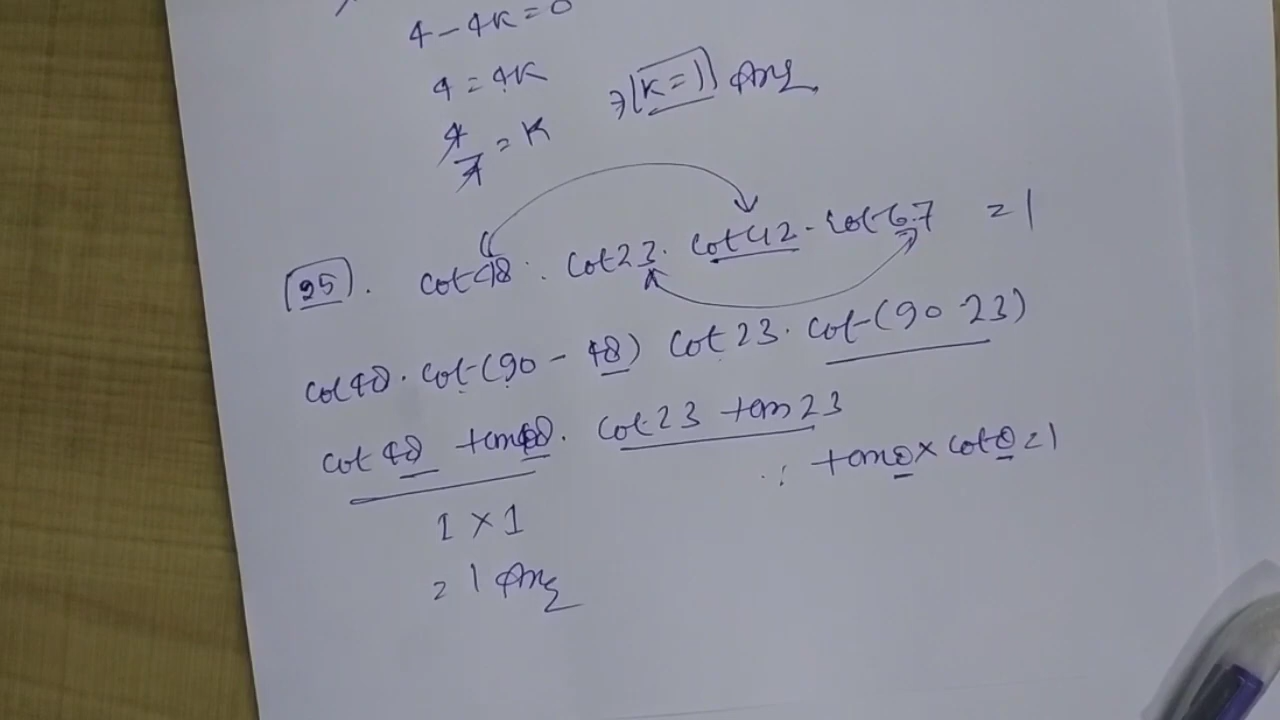 4 - 4K = 0
4 = 4K
4/4 = K ⇒ K = 1 Ans
25. cot 48 . cot 23 . cot 42 . cot 67 = 1
cot 48 . cot (90 - 48) cot 23 . cot (90 23)
cot 48 tan 48 . cot 23 tan 23
∵ tan θ × cot θ = 1
1 × 1
= 1 Ans